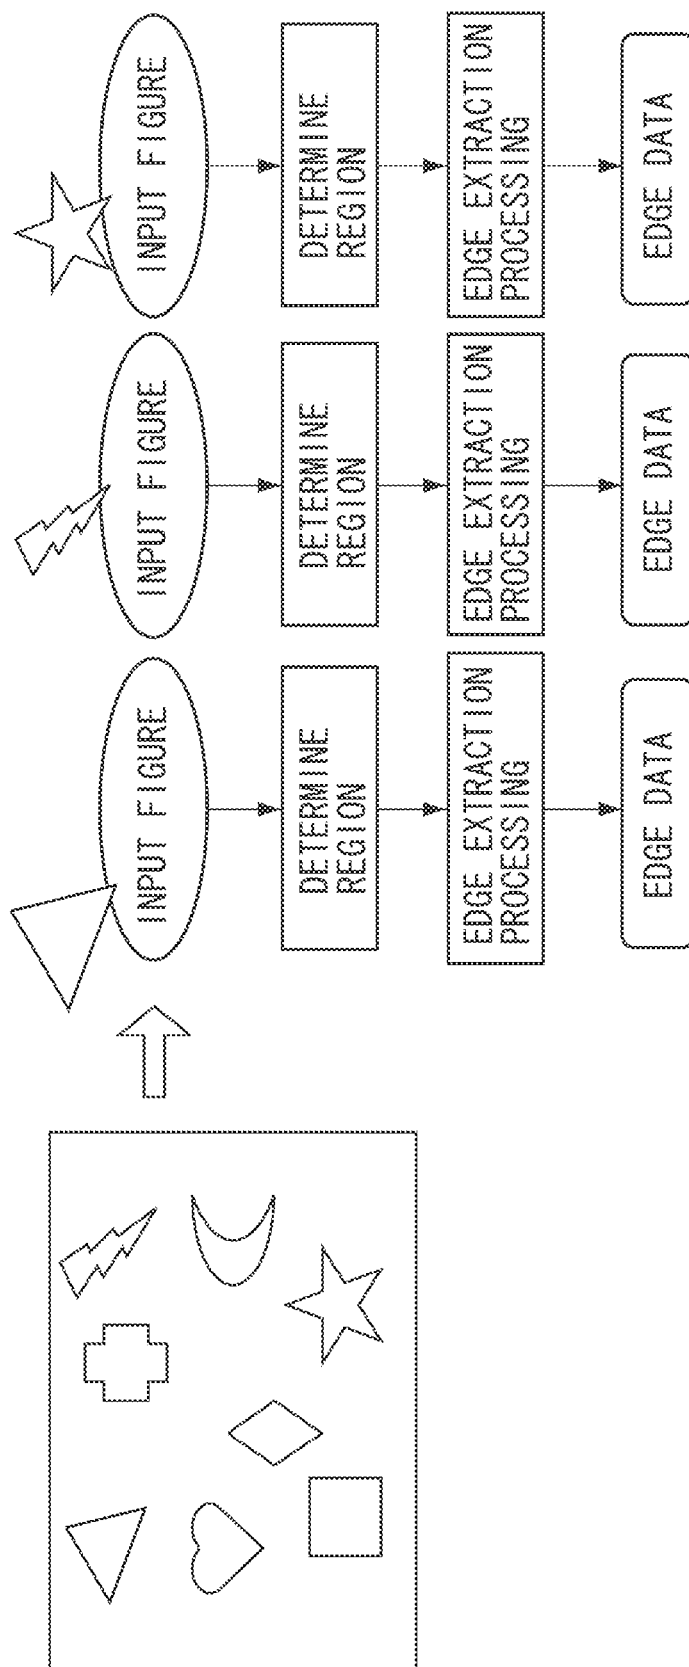 INPUT FIGURE
DETERMINE
REGION
EDGE EXTRACTION
PROCESSING
EDGE DATA
INPUT FIGURE
DETERMINE
REGION
EDGE EXTRACTION
PROCESSING
EDGE DATA
INPUT FIGURE
DETERMINE
REGION
EDGE EXTRACTION
PROCESSING
EDGE DATA